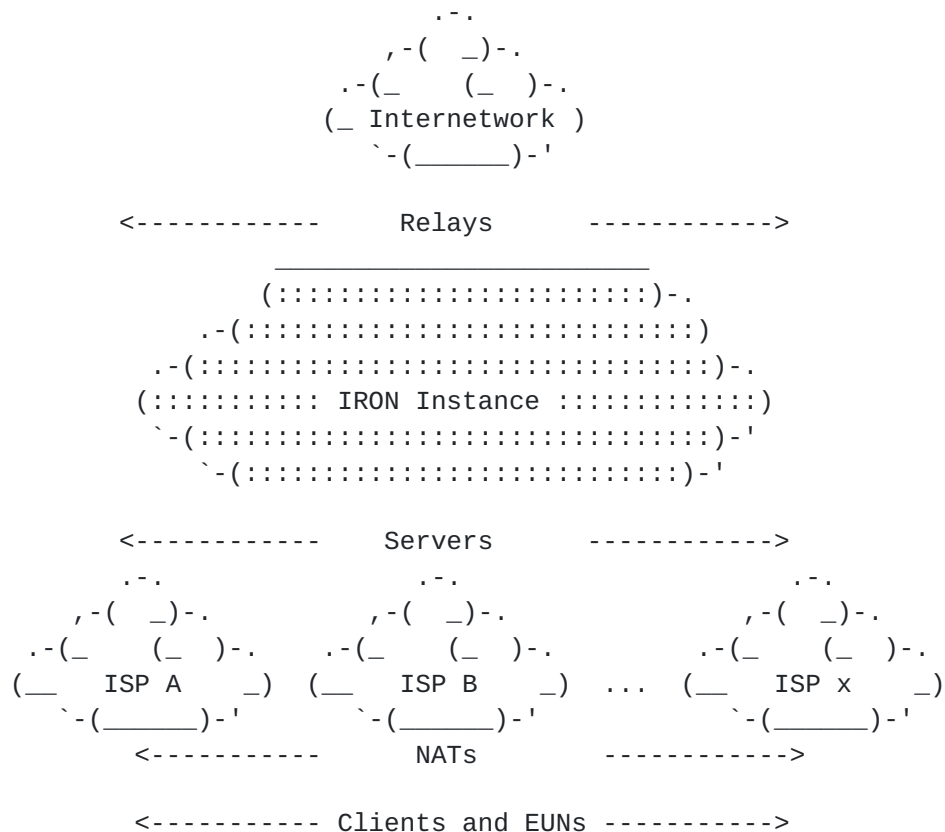 Internetwork
<------------ Relays ------------>
IRON Instance
<------------ Servers ------------>
ISP A ISP B ... ISP x
<----------- NATs ------------>
<----------- Clients and EUNs ----------->